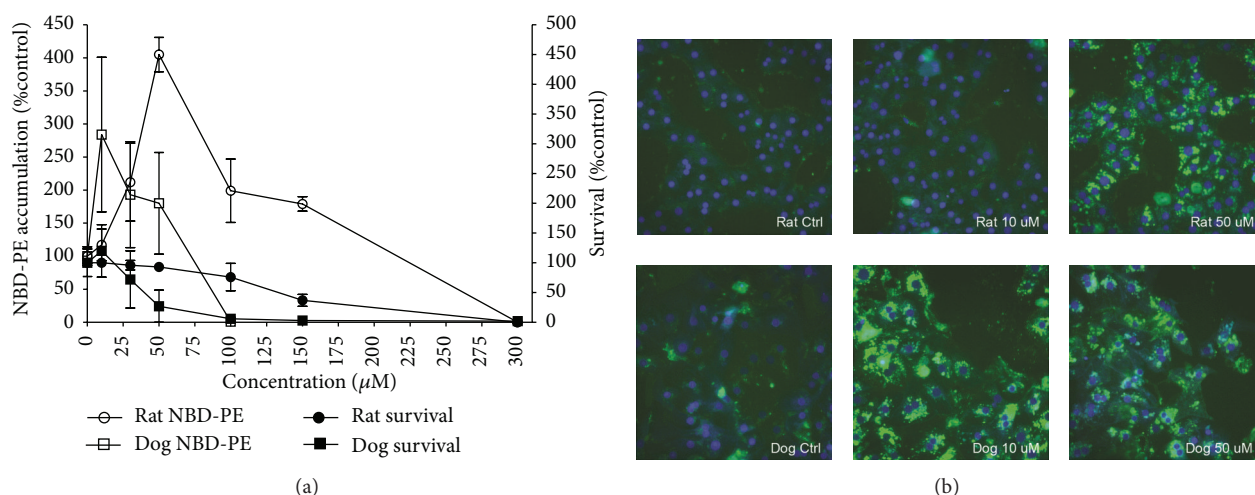 450
400
350
300
250
200
150
100
50
0
NBD-PE accumulation (%control)
500
450
400
350
300
250
200
150
100
50
0
Survival (%control)
0
25
50
75
100
125
150
175
200
225
250
275
300
Concentration (μM)
Rat NBD-PE
Dog NBD-PE
Rat survival
Dog survival
(a)
Rat Ctrl
Rat 10 uM
Rat 50 uM
Dog Ctrl
Dog 10 uM
Dog 50 uM
(b)